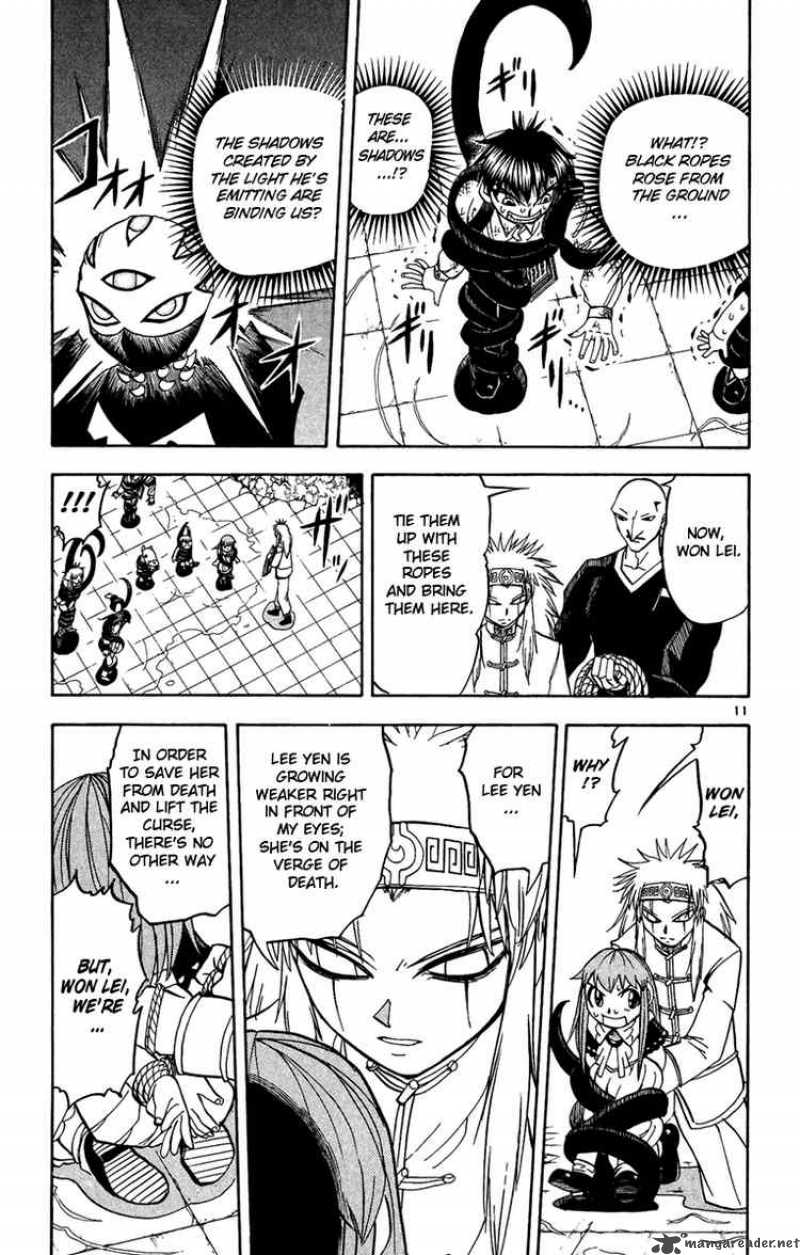 WHAT!?
BLACK ROPES
ROSE FROM
THE GROUND
...
THESE
ARE...
SHADOWS
...!?
ギギ
ギギ
THE SHADOWS
CREATED BY
THE LIGHT HE'S
EMITTING ARE
BINDING US?
NOW,
WON LEI.
TIE THEM
UP WITH
THESE
ROPES
AND BRING
THEM HERE.
!!!
11
WON
LEI,
WHY
!?
FOR
LEE YEN
...
LEE YEN IS
GROWING
WEAKER RIGHT
IN FRONT OF
MY EYES;
SHE'S ON THE
VERGE OF
DEATH.
IN ORDER
TO SAVE HER
FROM DEATH
AND LIFT THE
CURSE,
THERE'S NO
OTHER WAY
...
BUT,
WON LEI,
WE'RE
...
mangareader.net